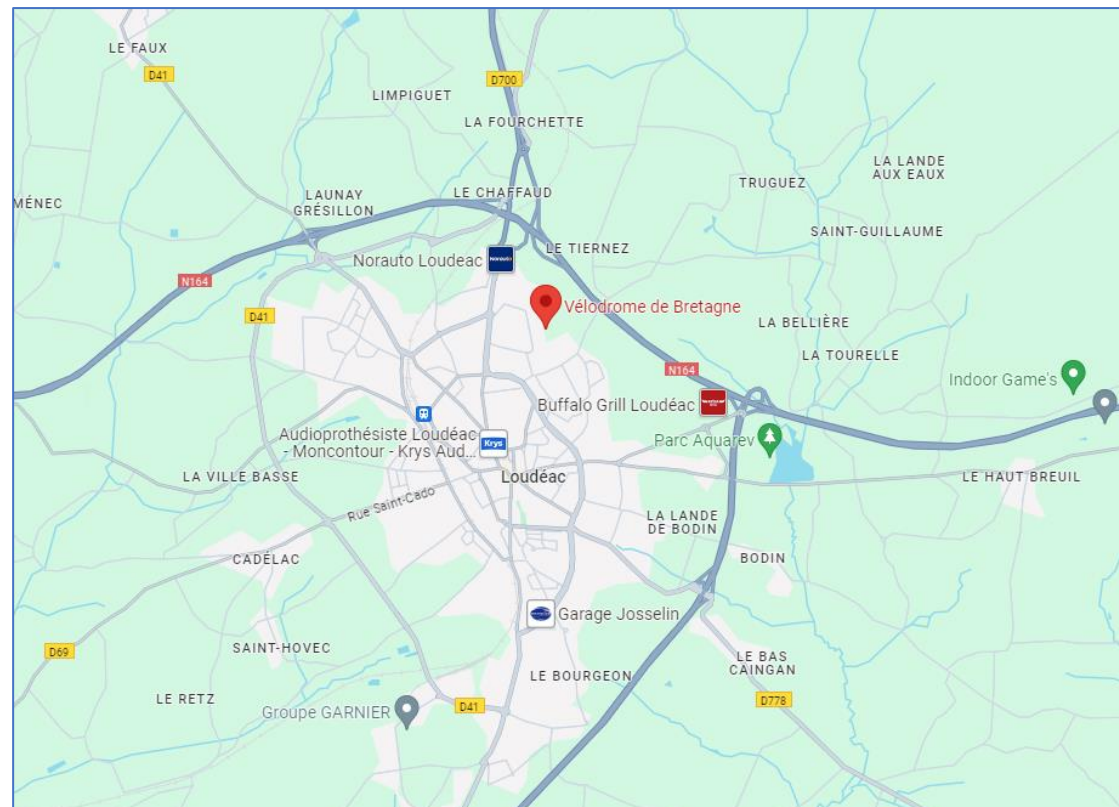 LE FAUX
D41
D700
LIMPIGUET
LA FOURCHETTE
LA LANDE
AUX EAUX
TRUGUEZ
LAUNAY
GRÉSILLON
LE CHAFFAUD
MÉNEC
SAINT-GUILLAUME
LE TIERNEZ
Norauto Loudeac
N164
Vélodrome de Bretagne
D41
LA BELLIÈRE
LA TOURELLE
N164
Indoor Game's
Buffalo Grill Loudéac
Audioprothésiste Loudéac
- Moncontour - Krys Aud...
Krys
Parc Aquarev
LA VILLE BASSE
Loudéac
LE HAUT BREUIL
Rue Saint-Cado
LA LANDE
DE BODIN
CADÉLAC
BODIN
Garage Josselin
D69
SAINT-HOVEC
LE BAS
CAINGAN
LE BOURGEON
LE RETZ
Groupe GARNIER
D41
D778